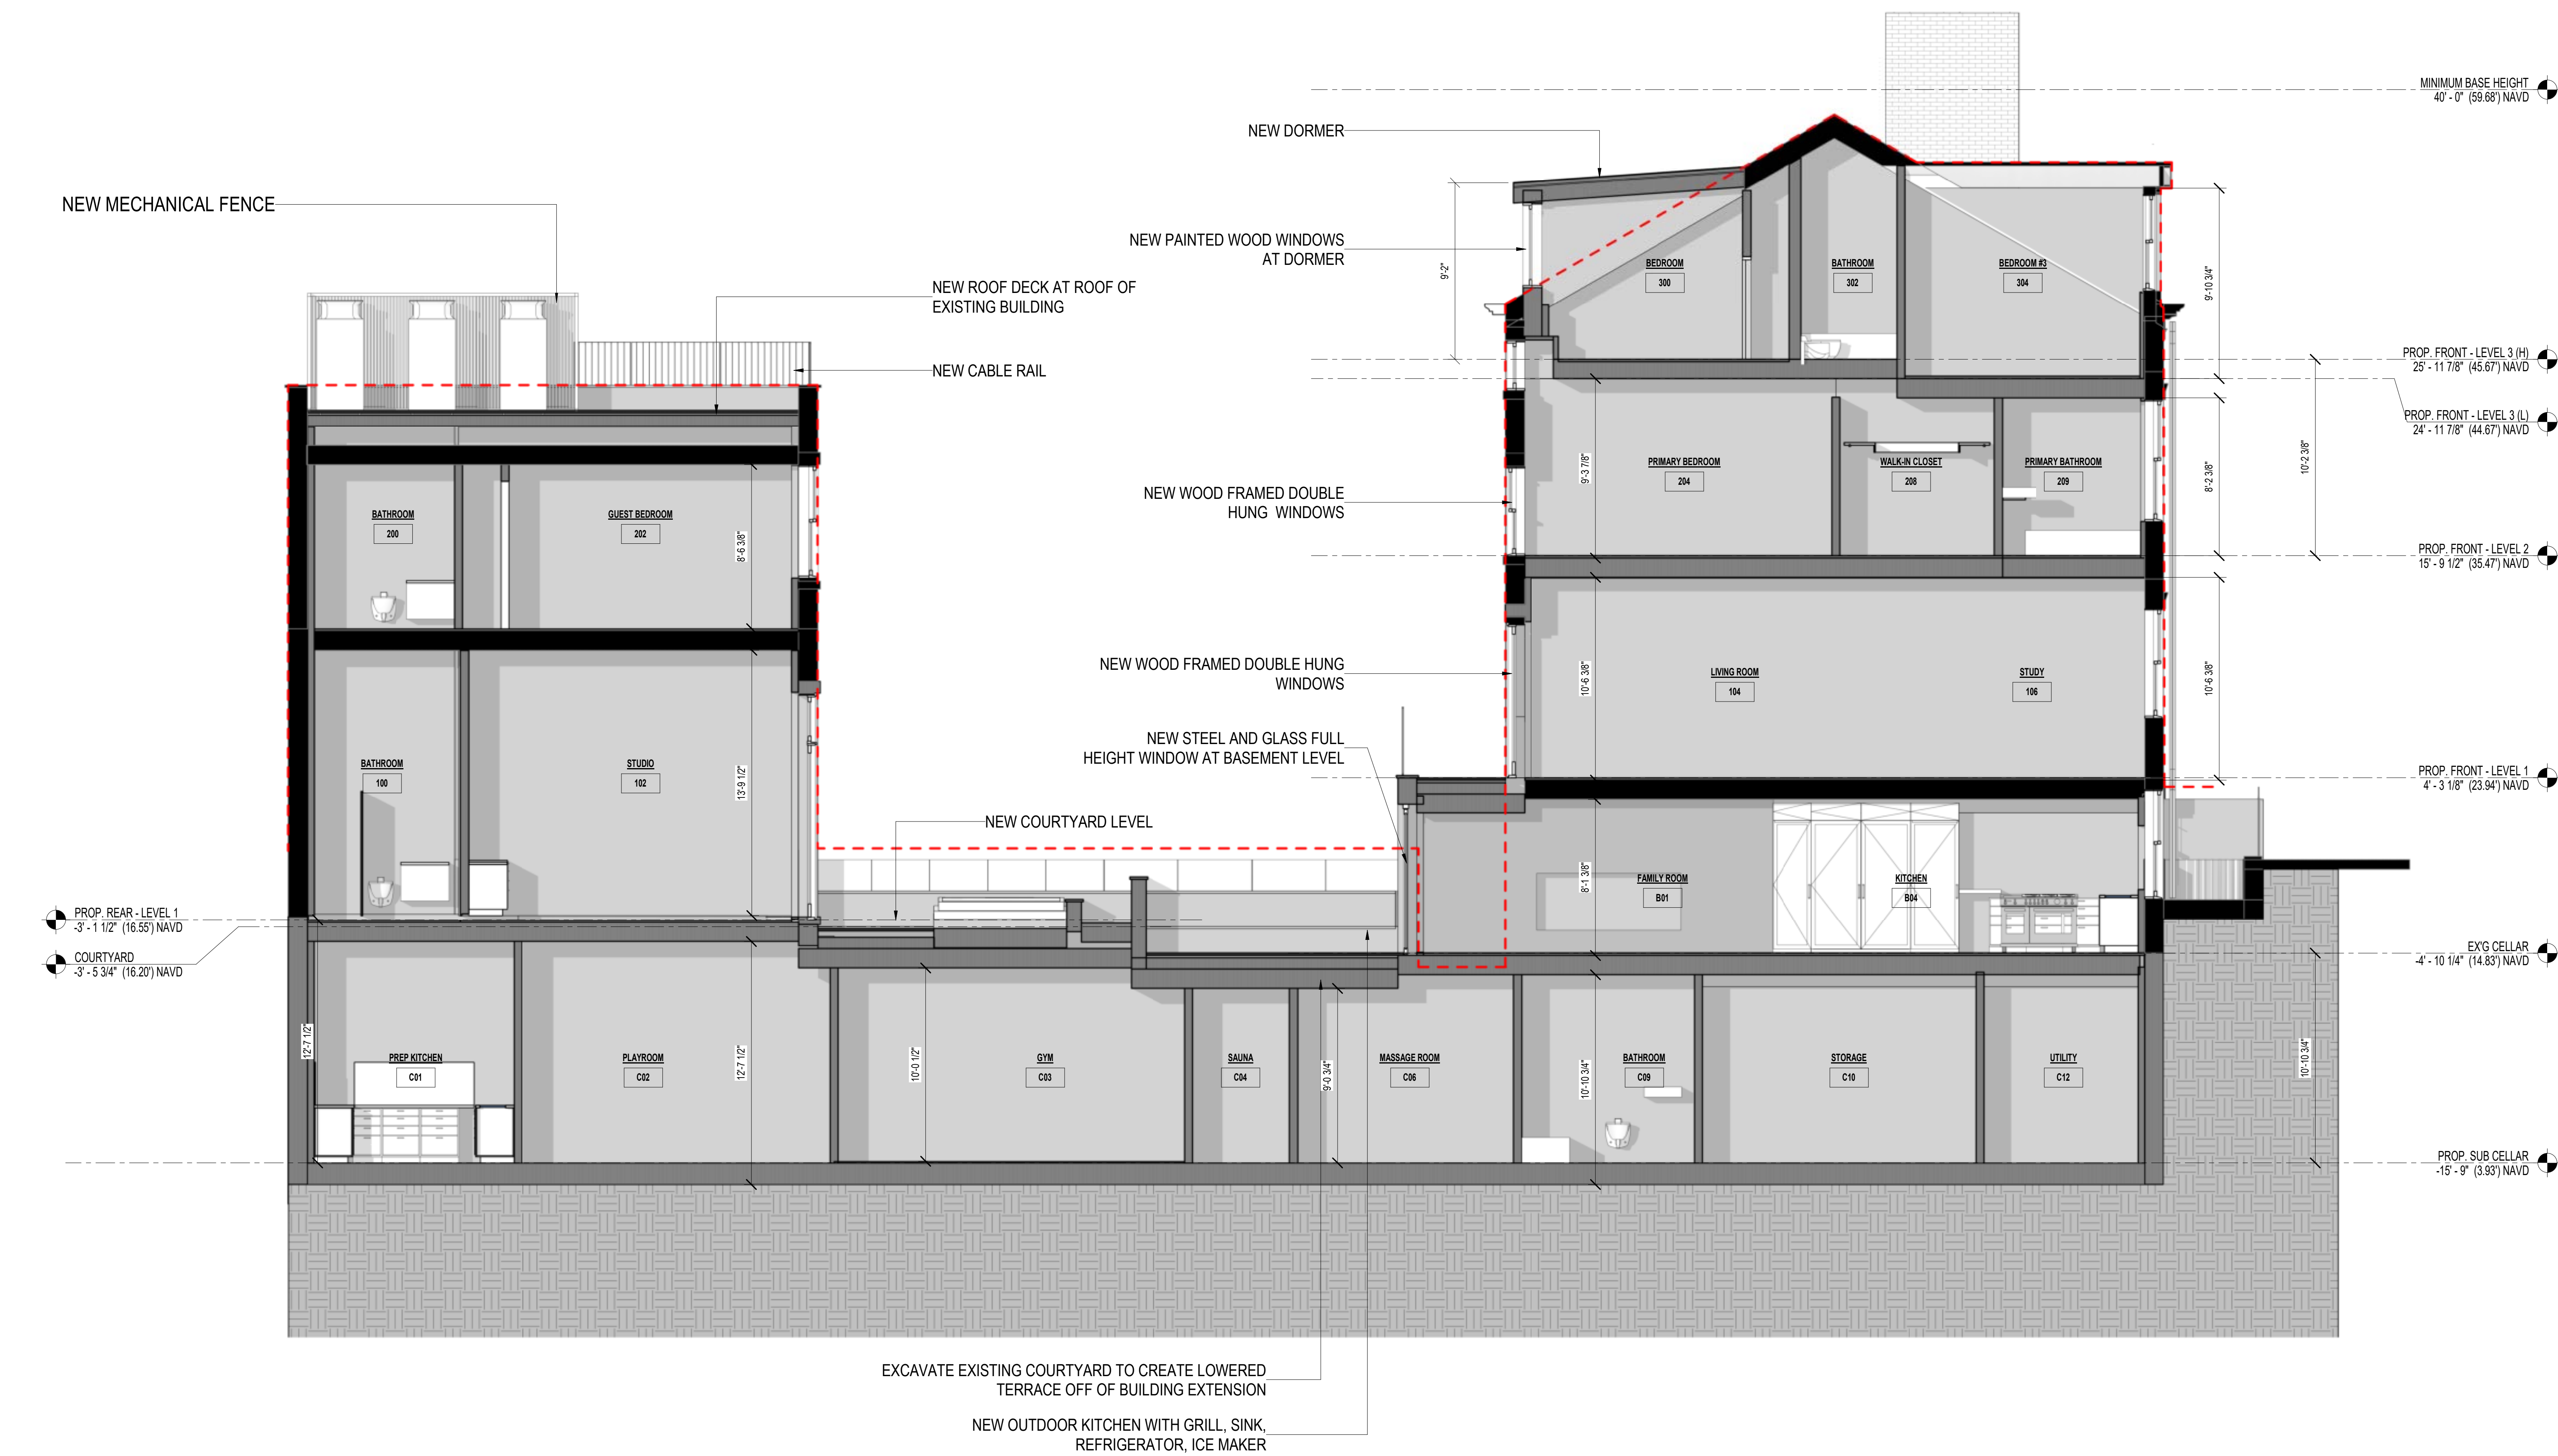 MINIMUM BASE HEIGHT
40' - 0" (59.68') NAVD
NEW DORMER
NEW MECHANICAL FENCE
NEW PAINTED WOOD WINDOWS
AT DORMER
9'-2"
BEDROOM
300
BATHROOM
302
BEDROOM #3
304
9'-10 3/4"
NEW ROOF DECK AT ROOF OF
EXISTING BUILDING
NEW CABLE RAIL
PROP. FRONT - LEVEL 3 (H)
25' - 11 7/8" (45.67') NAVD
PROP. FRONT - LEVEL 3 (L)
24' - 11 7/8" (44.67') NAVD
PRIMARY BEDROOM
204
WALK-IN CLOSET
208
PRIMARY BATHROOM
209
9'-3 7/8"
8'-2 3/8"
10'-2 3/8"
NEW WOOD FRAMED DOUBLE
HUNG WINDOWS
BATHROOM
200
GUEST BEDROOM
202
8'-6 3/8"
PROP. FRONT - LEVEL 2
15' - 9 1/2" (35.47') NAVD
NEW WOOD FRAMED DOUBLE HUNG
WINDOWS
10'-6 3/8"
LIVING ROOM
104
STUDY
106
10'-6 3/8"
NEW STEEL AND GLASS FULL
HEIGHT WINDOW AT BASEMENT LEVEL
BATHROOM
100
STUDIO
102
13'-9 1/2"
PROP. FRONT - LEVEL 1
4' - 3 1/8" (23.94') NAVD
NEW COURTYARD LEVEL
8'-1 3/8"
FAMILY ROOM
B01
KITCHEN
B04
PROP. REAR - LEVEL 1
-3' - 1 1/2" (16.55') NAVD
COURTYARD
-3' - 5 3/4" (16.20') NAVD
EX'G CELLAR
-4' - 10 1/4" (14.83') NAVD
12'-7 1/2"
PREP KITCHEN
C01
PLAYROOM
C02
12'-7 1/2"
10'-0 1/2"
GYM
C03
SAUNA
C04
9'-0 3/4"
MASSAGE ROOM
C06
10'-10 3/4"
BATHROOM
C09
STORAGE
C10
UTILITY
C12
10'-10 3/4"
PROP. SUB CELLAR
-15' - 9" (3.93') NAVD
EXCAVATE EXISTING COURTYARD TO CREATE LOWERED
TERRACE OFF OF BUILDING EXTENSION
NEW OUTDOOR KITCHEN WITH GRILL, SINK,
REFRIGERATOR, ICE MAKER